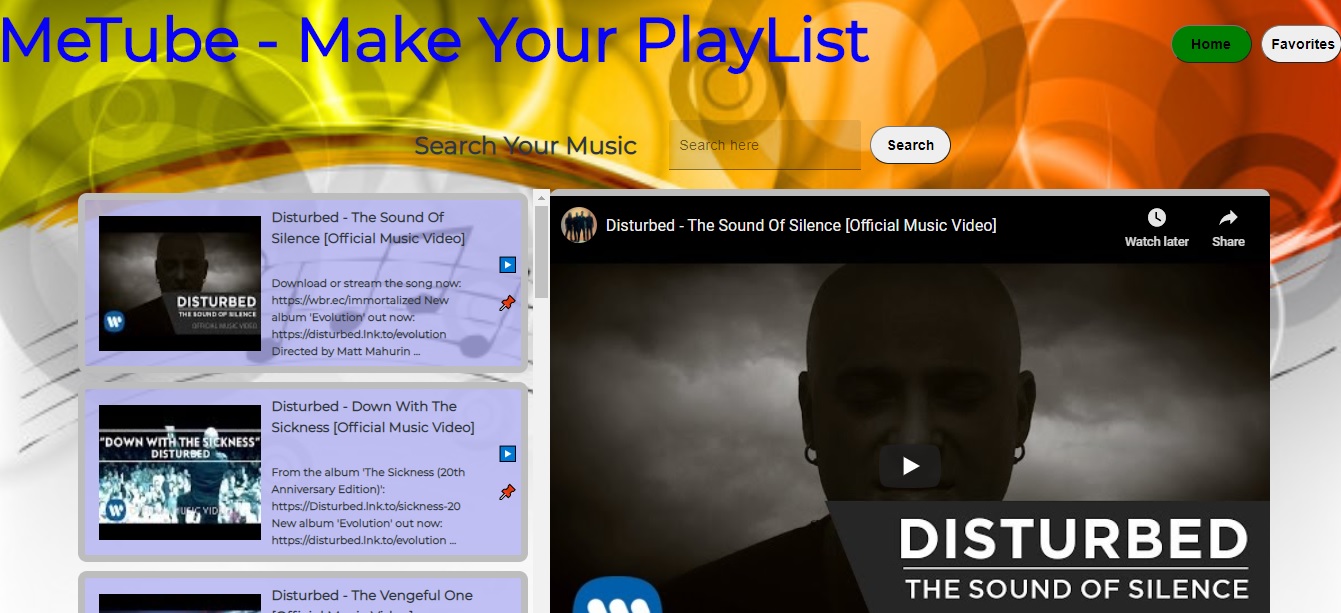 MeTube - Make Your PlayList
Home
Favorites
Search Your Music
Search here
Search
Disturbed - The Sound Of
Silence [Official Music Video]
Download or stream the song now:
https://wbr.ec/immortalized New
album 'Evolution' out now:
https://disturbed.lnk.to/evolution
Directed by Matt Mahurin ...
DISTURBED
THE SOUND OF SILENCE
OFFICIAL MUSIC VIDEO
Disturbed - Down With The
Sickness [Official Music Video]
From the album 'The Sickness (20th
Anniversary Edition)':
https://Disturbed.lnk.to/sickness-20
New album 'Evolution' out now:
https://disturbed.lnk.to/evolution ...
"DOWN WITH THE SICKNESS"
DISTURBED
Disturbed - The Vengeful One
[Official Music Video]
Disturbed - The Sound Of Silence [Official Music Video]
Watch later
Share
DISTURBED
THE SOUND OF SILENCE